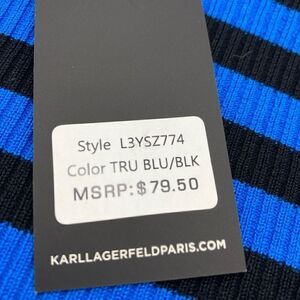 Style L3YSZ774
Color TRU BLU/BLK
MSRP:$79.50
KARLLAGERFELDPARIS.COM